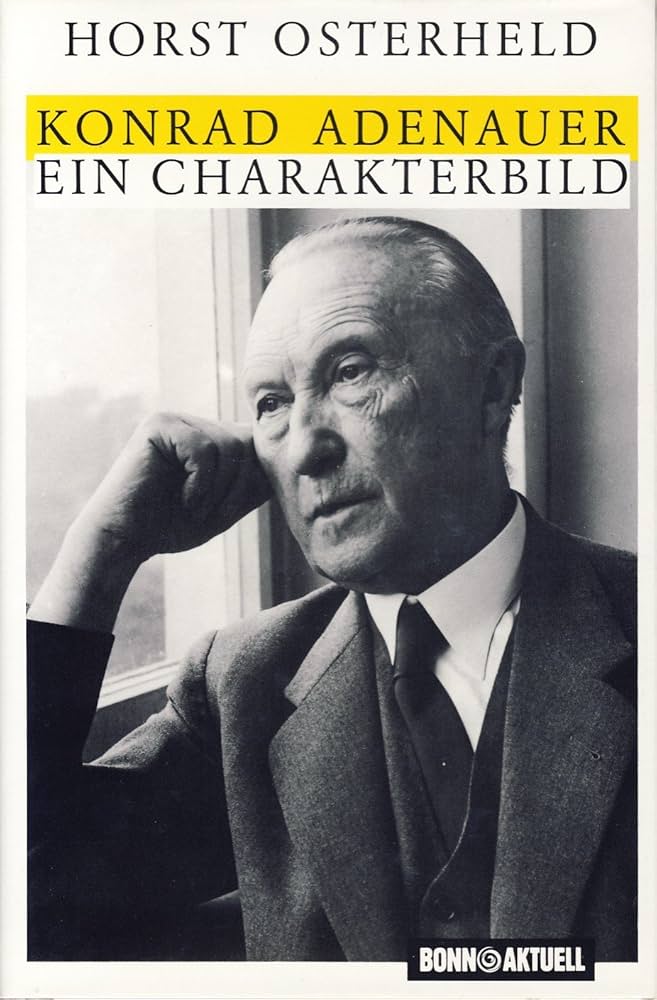 HORST OSTERHELD
KONRAD ADENAUER
EIN CHARAKTERBILD
BONN AKTUELL